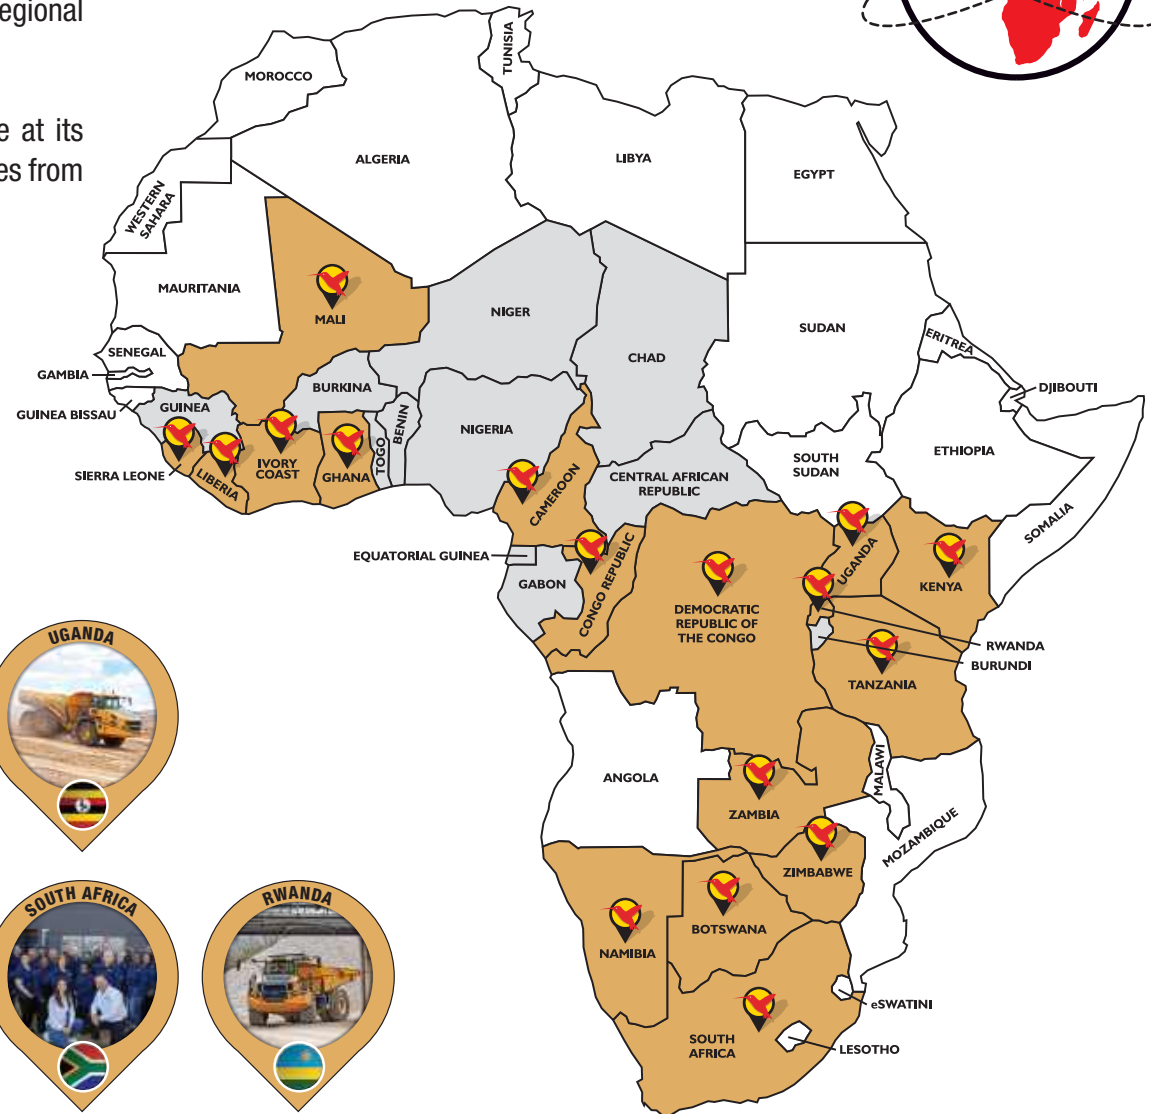 egional
e at its
es from
TUNISIA
MOROCCO
ALGERIA
LIBYA
EGYPT
WESTERN
SAHARA
MAURITANIA
MALI
NIGER
CHAD
SUDAN
ERITREA
SENEGAL
GAMBIA
GUINEA BISSAU
GUINEA
BURKINA
DJIBOUTI
SIERRA LEONE
LIBERIA
IVORY
COAST
GHANA
TOGO
BENIN
NIGERIA
CAMEROON
CENTRAL AFRICAN
REPUBLIC
SOUTH
SUDAN
ETHIOPIA
SOMALIA
EQUATORIAL GUINEA
GABON
CONGO REPUBLIC
DEMOCRATIC
REPUBLIC OF
THE CONGO
UGANDA
KENYA
RWANDA
BURUNDI
TANZANIA
UGANDA
ANGOLA
ZAMBIA
MALAWI
MOZAMBIQUE
ZIMBABWE
NAMIBIA
BOTSWANA
SOUTH AFRICA
RWANDA
SOUTH
AFRICA
eSWATINI
LESOTHO